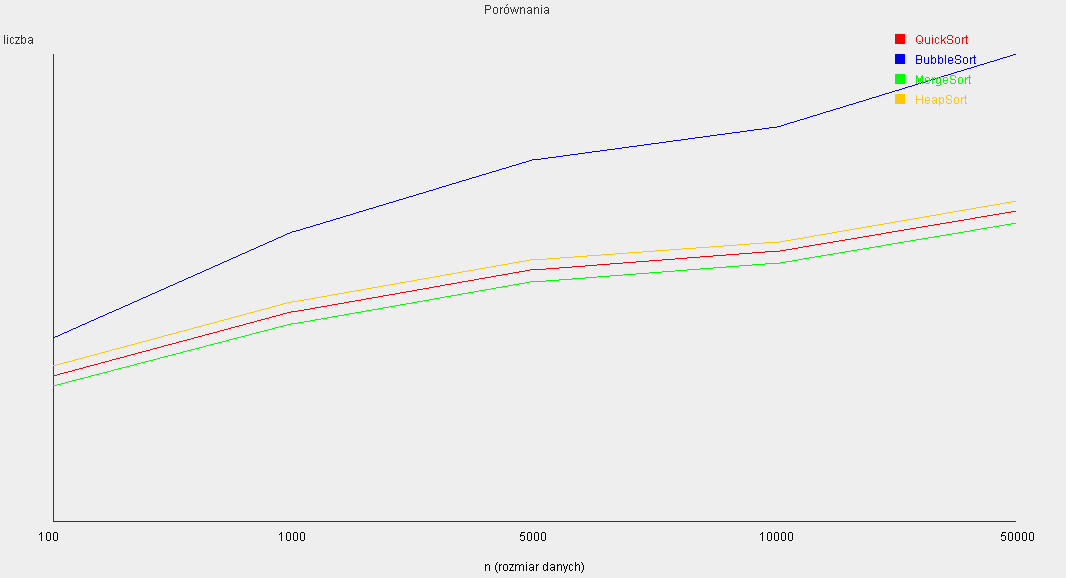 Porównania
liczba
QuickSort
BubbleSort
MergeSort
HeapSort
100 1000 5000 10000 50000
n (rozmiar danych)